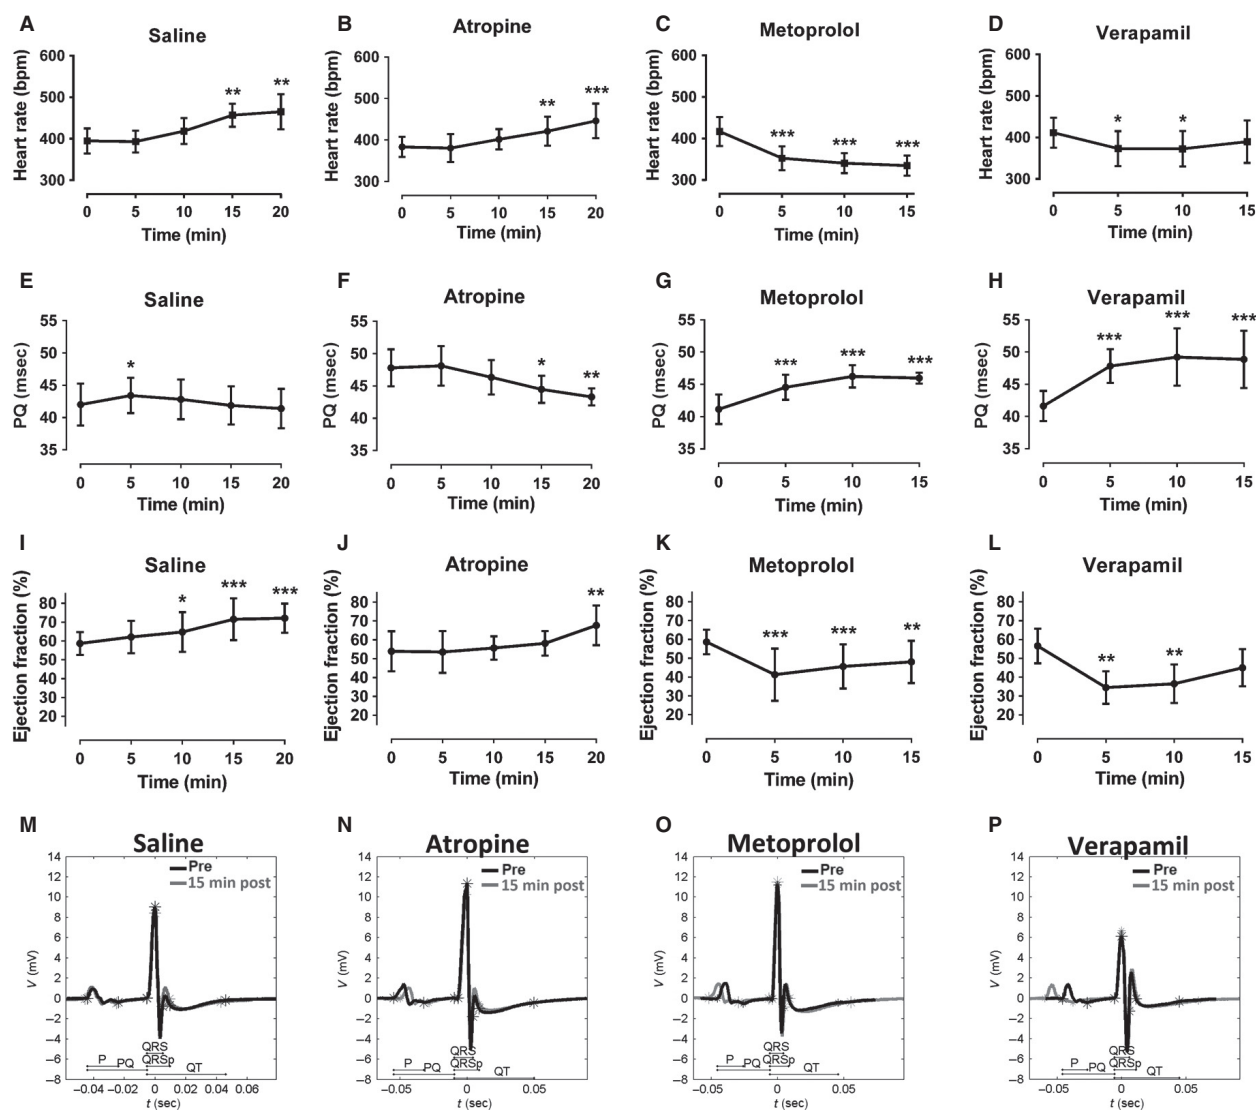 A Saline
B Atropine
C Metoprolol
D Verapamil
Heart rate (bpm)
600
500
400
300
** **
0 5 10 15 20
Time (min)
Heart rate (bpm)
600
500
400
300
** ***
0 5 10 15 20
Time (min)
Heart rate (bpm)
600
500
400
300
*** *** ***
0 5 10 15
Time (min)
Heart rate (bpm)
600
500
400
300
* *
0 5 10 15
Time (min)
E Saline
F Atropine
G Metoprolol
H Verapamil
PQ (msec)
55
50
45
40
35
*
0 5 10 15 20
Time (min)
PQ (msec)
55
50
45
40
35
* **
0 5 10 15 20
Time (min)
PQ (msec)
55
50
45
40
35
*** *** ***
0 5 10 15
Time (min)
PQ (msec)
55
50
45
40
35
*** *** ***
0 5 10 15
Time (min)
I Saline
J Atropine
K Metoprolol
L Verapamil
Ejection fraction (%)
80
70
60
50
40
30
20
* *** ***
0 5 10 15 20
Time (min)
Ejection fraction (%)
80
70
60
50
40
30
20
**
0 5 10 15 20
Time (min)
Ejection fraction (%)
80
70
60
50
40
30
20
*** *** **
0 5 10 15
Time (min)
Ejection fraction (%)
80
70
60
50
40
30
20
** **
0 5 10 15
Time (min)
M Saline
N Atropine
O Metoprolol
P Verapamil
V (mV)
14
12
10
8
6
4
2
0
–2
–4
–6
–8
Pre
15 min post
QRS
P PQ QRSp QT
–0.04 –0.02 0 0.02 0.04 0.06
t (sec)
V (mV)
14
12
10
8
6
4
2
0
–2
–4
–6
–8
Pre
15 min post
QRS
P PQ QRSp QT
–0.05 0 0.05
t (sec)
V (mV)
14
12
10
8
6
4
2
0
–2
–4
–6
–8
Pre
15 min post
QRS
P PQ QRSp QT
–0.05 0 0.05
t (sec)
V (mV)
14
12
10
8
6
4
2
0
–2
–4
–6
–8
Pre
15 min post
QRS
P PQ QRSp QT
–0.05 0 0.05
t (sec)